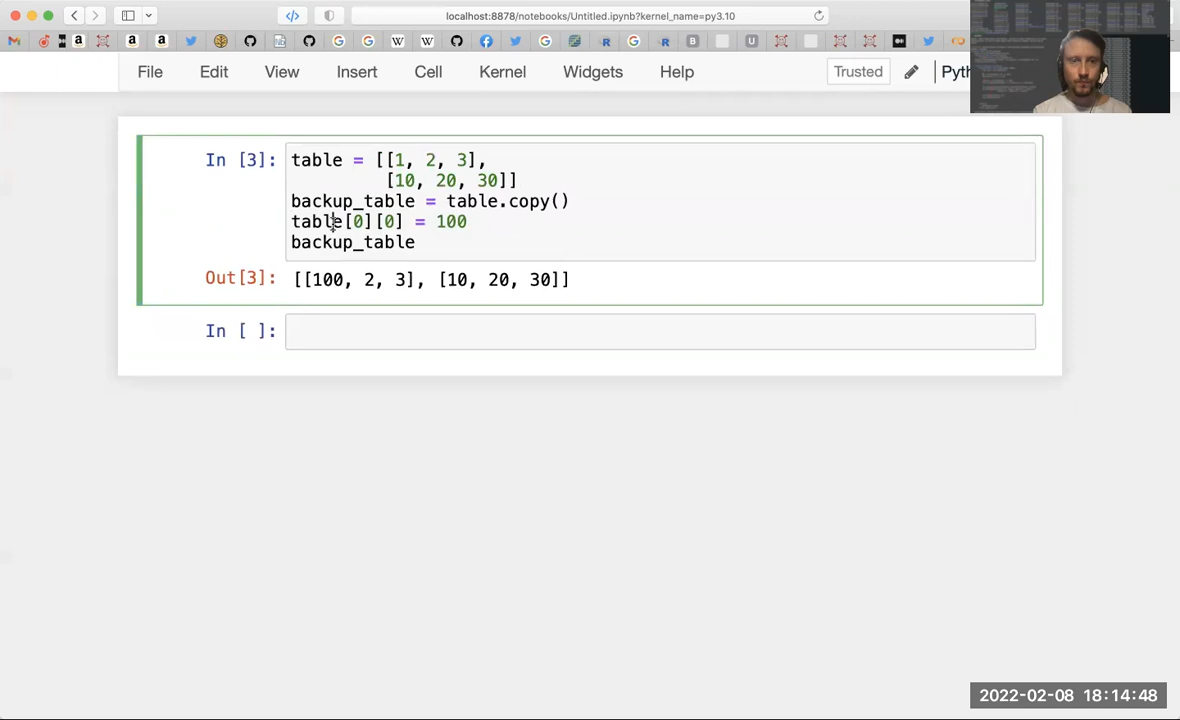 localhost:8878/notebooks/Untitled.ipynb?kernel_name=py3.10
File Edit View Insert Cell Kernel Widgets Help Trusted Pyth
In [3]: table = [[1, 2, 3],
[10, 20, 30]]
backup_table = table.copy()
table[0][0] = 100
backup_table
Out[3]: [[100, 2, 3], [10, 20, 30]]
In [ ]:
2022-02-08 18:14:48